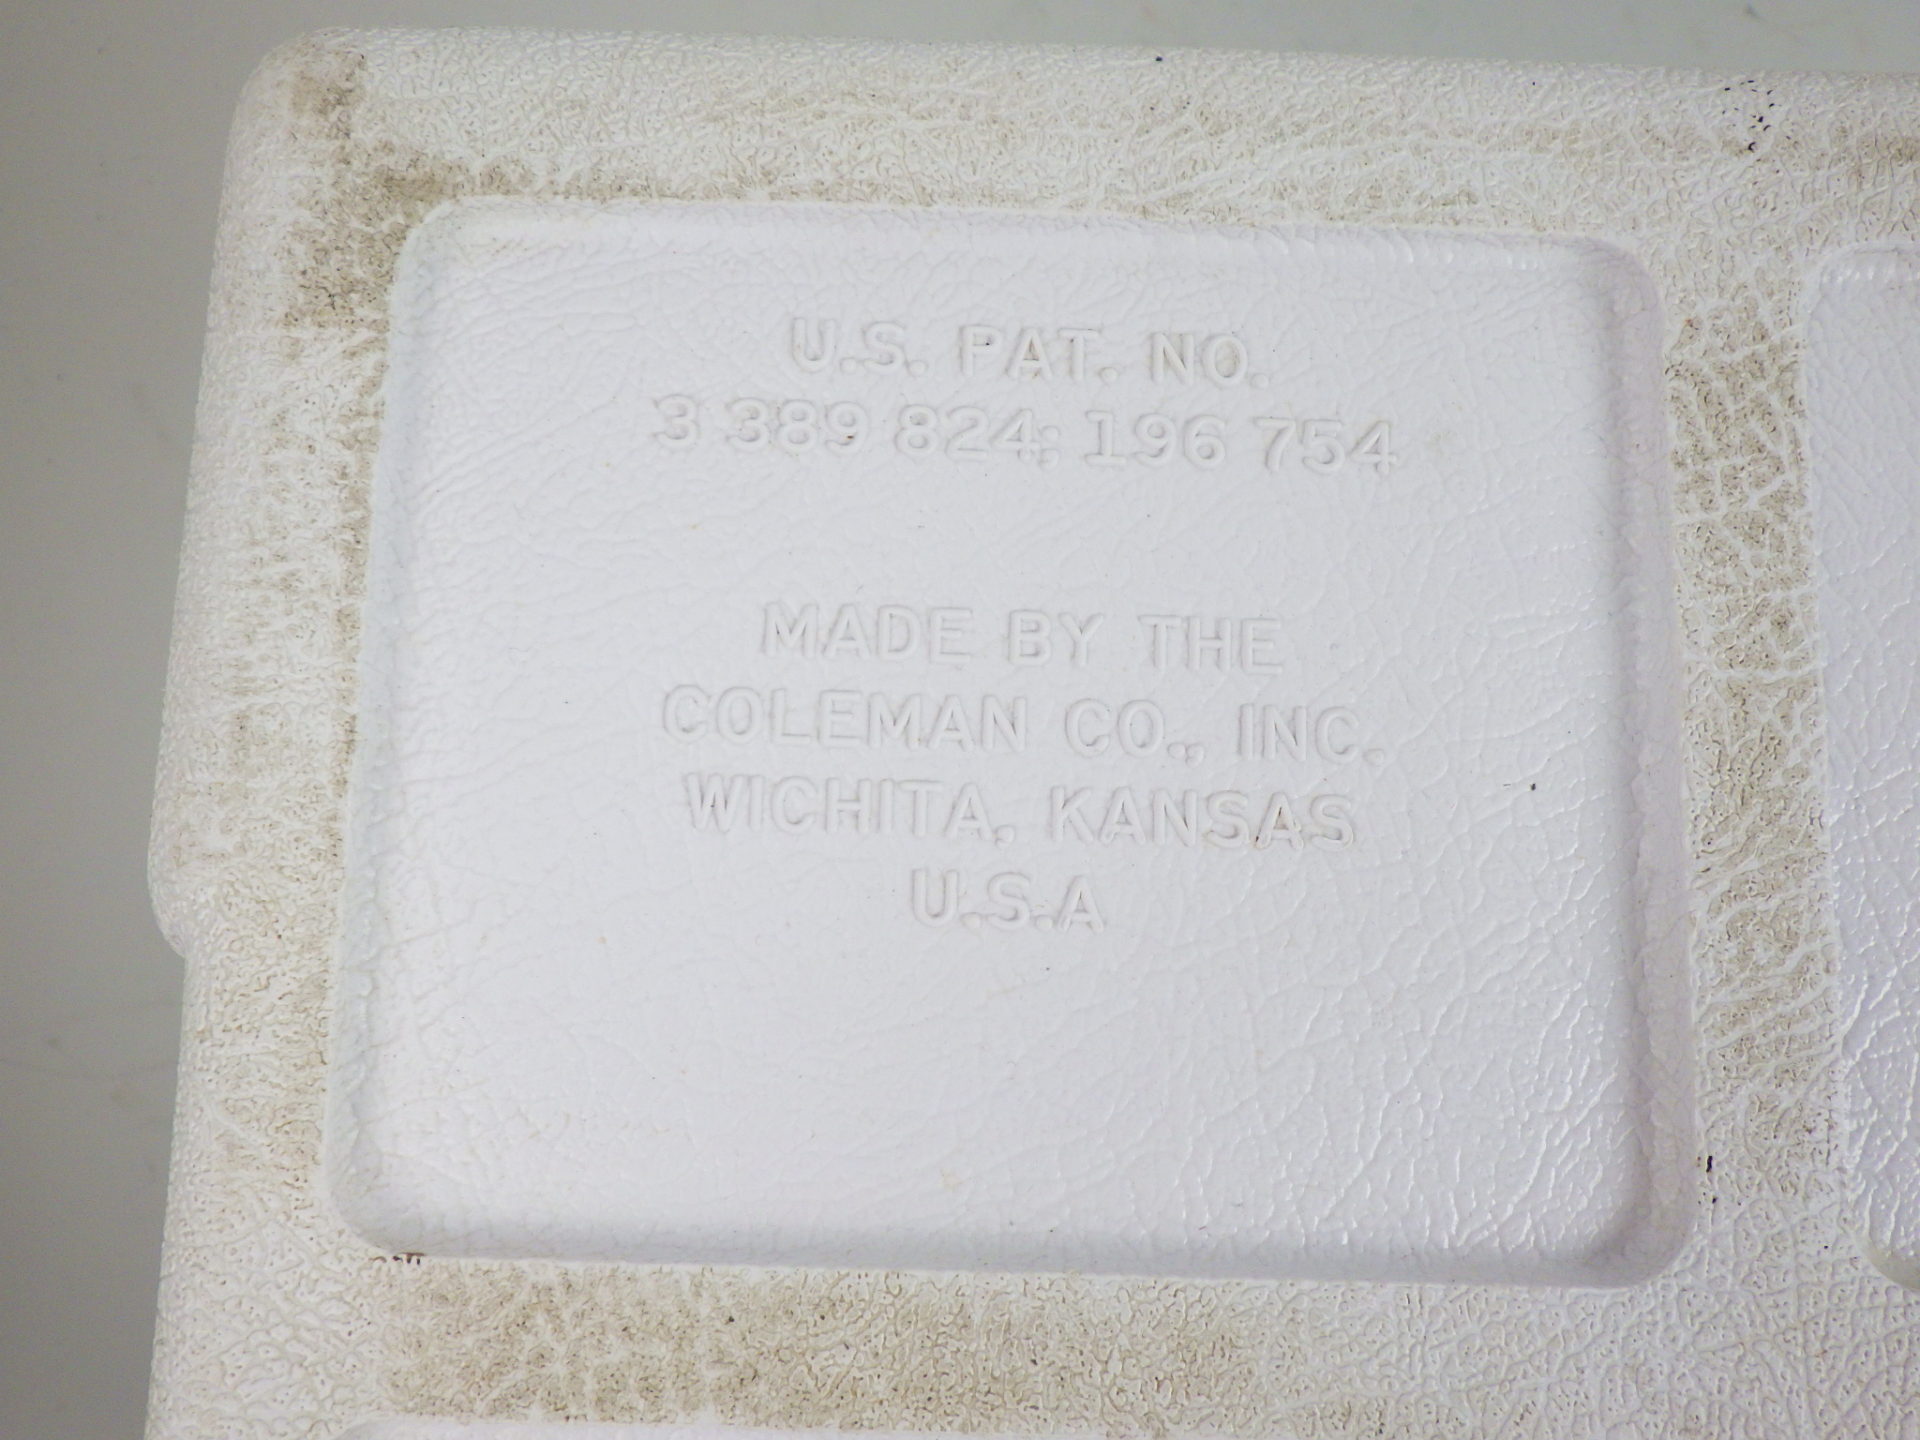 U.S. PAT. NO.
3 389 824; 196 754
MADE BY THE
COLEMAN CO., INC.
WICHITA, KANSAS
U.S.A